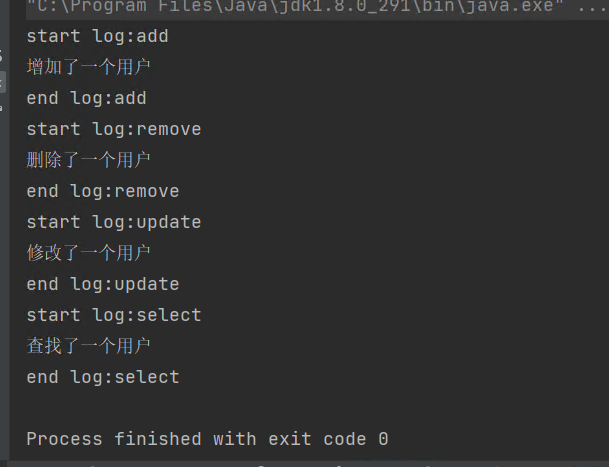 "C:\Program Files\Java\jdk1.8.0_291\bin\java.exe" ...
start log:add
增加了一个用户
end log:add
start log:remove
删除了一个用户
end log:remove
start log:update
修改了一个用户
end log:update
start log:select
查找了一个用户
end log:select
Process finished with exit code 0